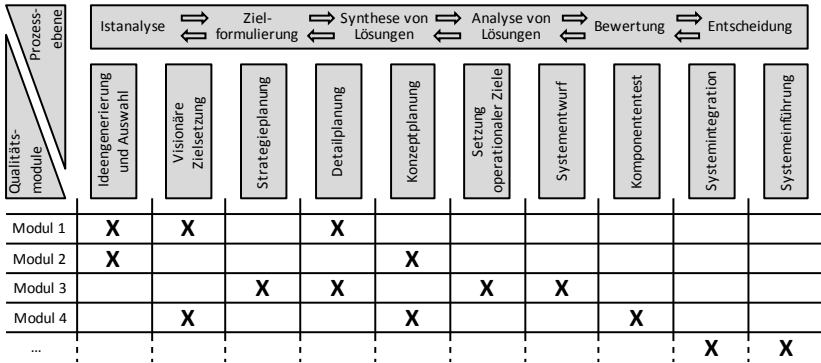 Prozess-
ebene
Qualitäts-
module
Istanalyse
Ziel-
formulierung
Synthese von
Lösungen
Analyse von
Lösungen
Bewertung
Entscheidung
Ideengenerierung
und Auswahl
Visionäre
Zielsetzung
Strategieplanung
Detailplanung
Konzeptplanung
Setzung
operationaler Ziele
Systementwurf
Komponententest
Systemintegration
Systemeinführung
Modul 1 X X X
Modul 2 X X
Modul 3 X X X X
Modul 4 X X X
... X X